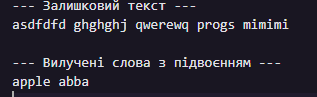 --- Залишковий текст ---
asdfdfd ghghghj qwerewq progs mimimi
--- Вилучені слова з підвоєнням ---
apple abba